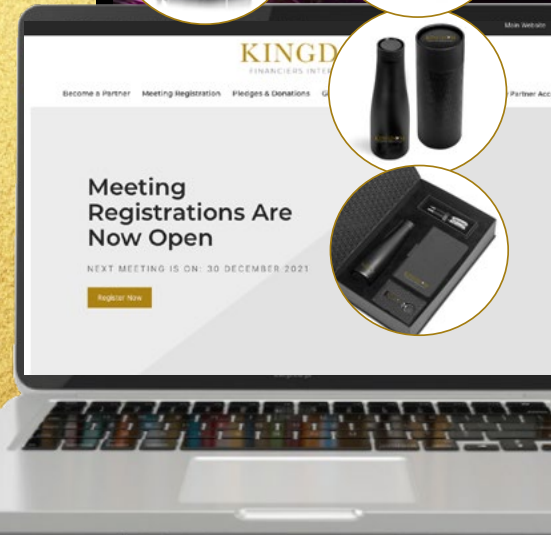 Main Website
KINGD
FINANCIERS INTER
Become a Partner Meeting Registration Pledges & Donations G
Partner Acc
Meeting
Registrations Are
Now Open
NEXT MEETING IS ON: 30 DECEMBER 2021
Register Now